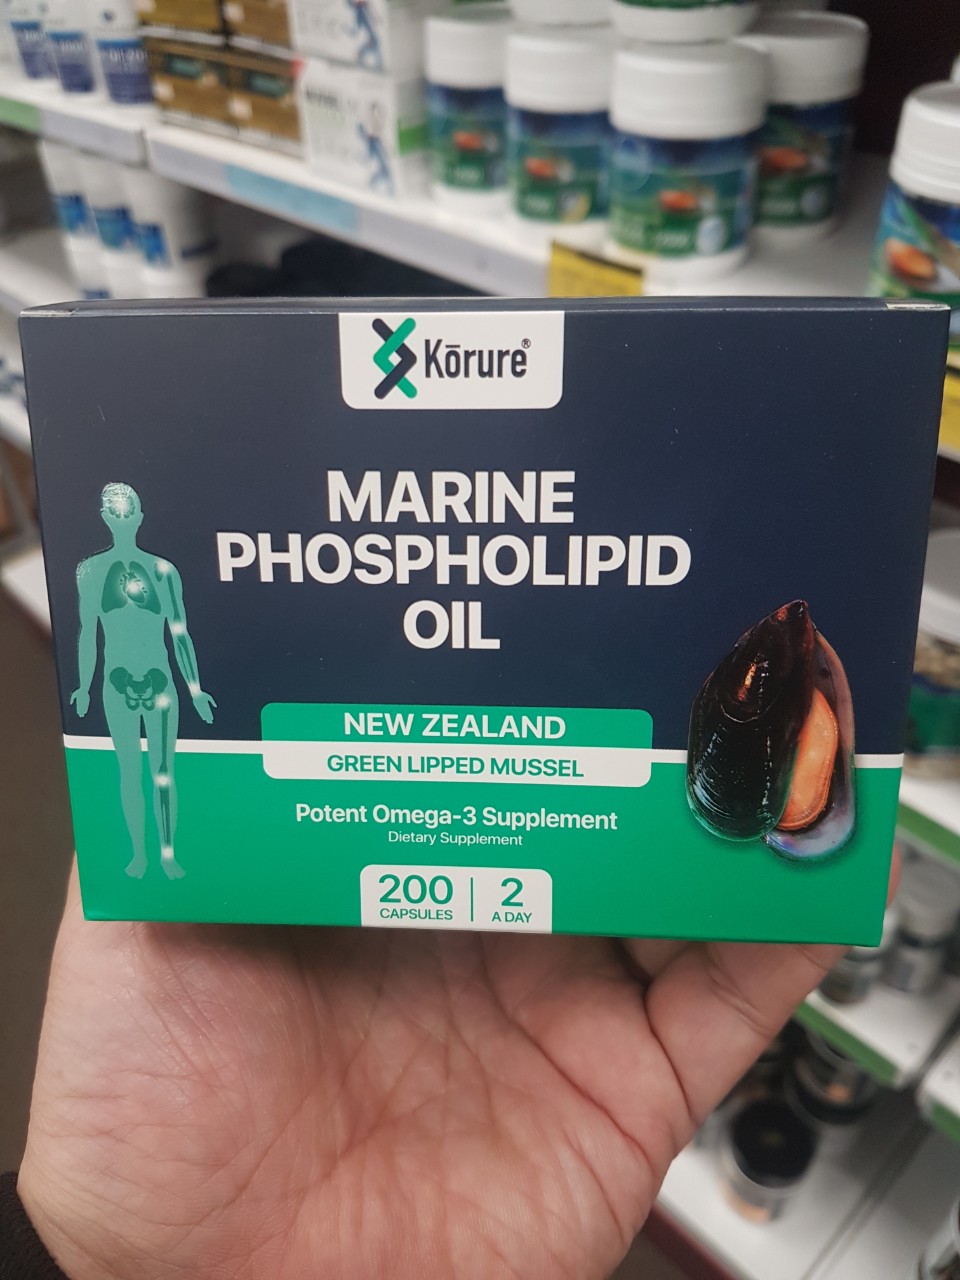 Kōrure®
MARINE
PHOSPHOLIPID
OIL
NEW ZEALAND
GREEN LIPPED MUSSEL
Potent Omega-3 Supplement
Dietary Supplement
200 2
CAPSULES A DAY